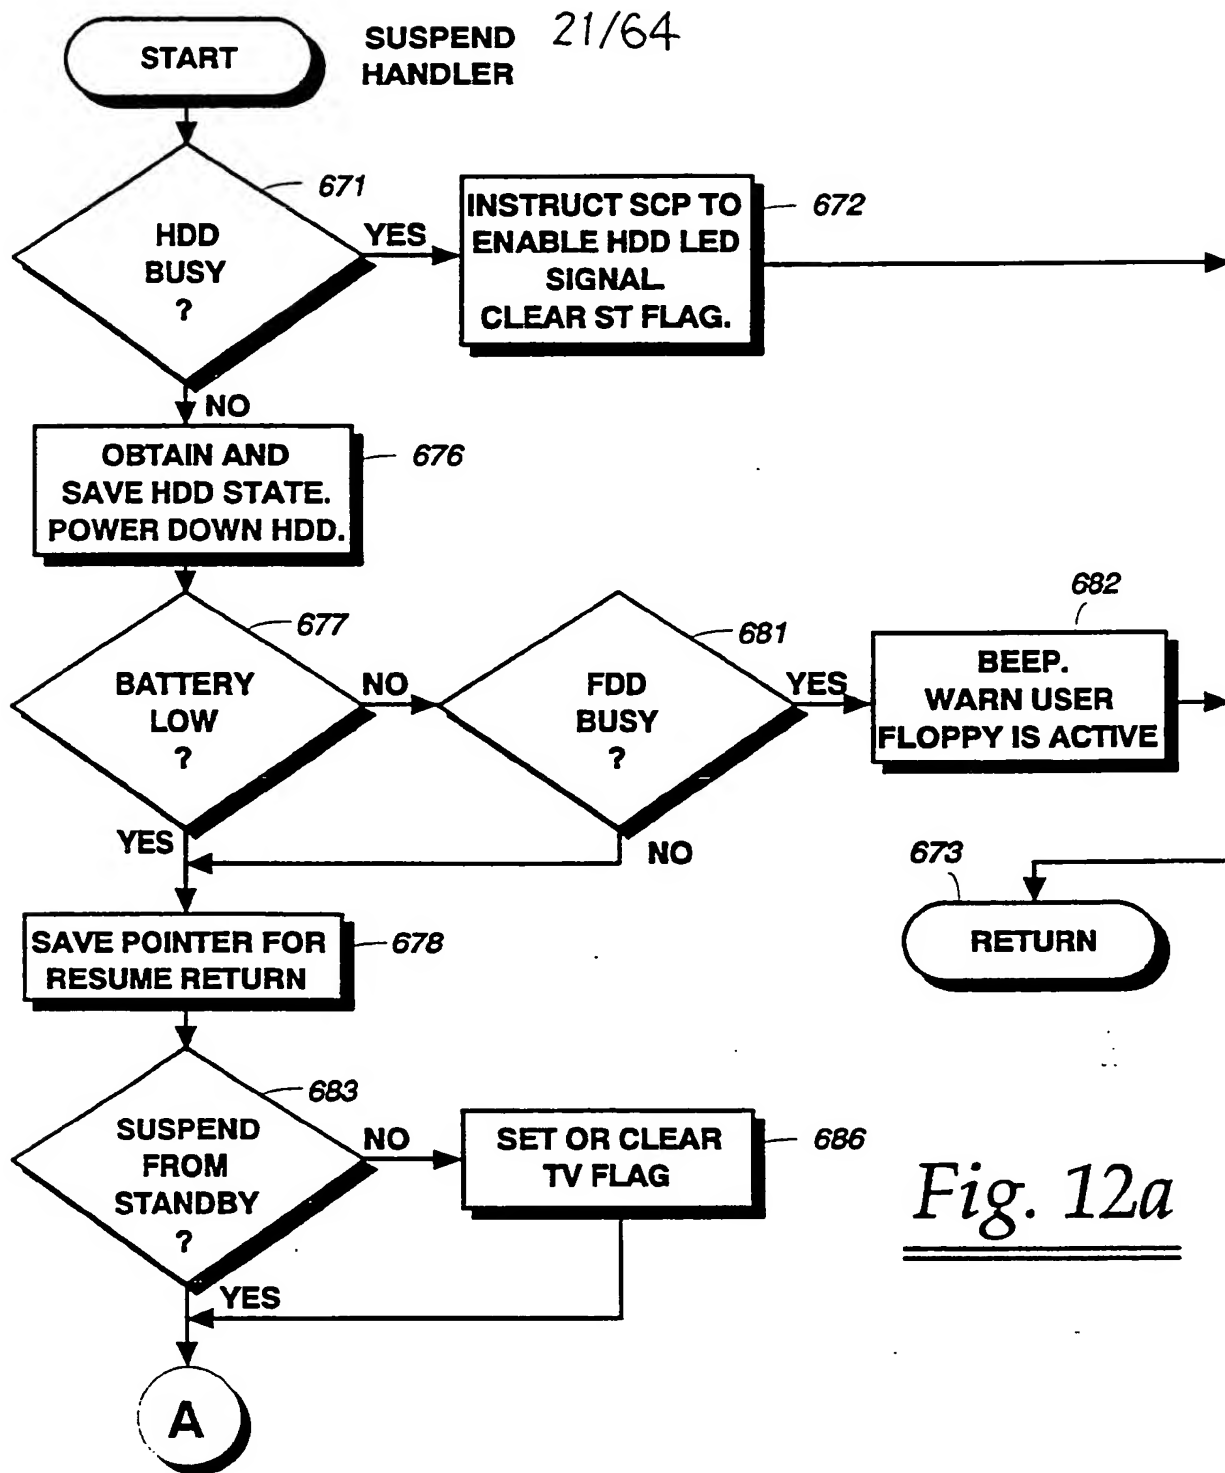 START
SUSPEND
HANDLER
21/64
671
HDD
BUSY
?
YES
INSTRUCT SCP TO
ENABLE HDD LED
SIGNAL.
CLEAR ST FLAG.
672
NO
OBTAIN AND
SAVE HDD STATE.
POWER DOWN HDD.
676
677
BATTERY
LOW
?
NO
681
FDD
BUSY
?
YES
682
BEEP.
WARN USER
FLOPPY IS ACTIVE
YES
NO
673
RETURN
SAVE POINTER FOR
RESUME RETURN
678
683
SUSPEND
FROM
STANDBY
?
NO
SET OR CLEAR
TV FLAG
686
YES
A
Fig. 12a